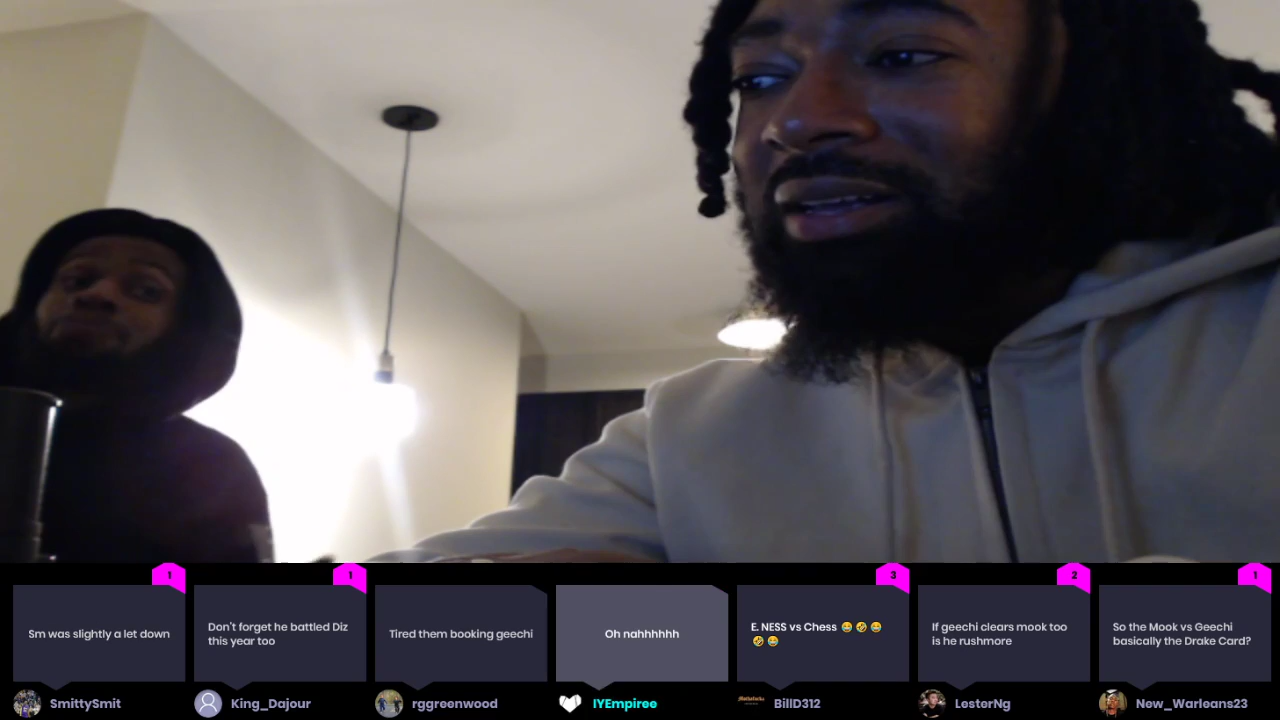 1
1
3
2
1
Sm was slightly a let down
Don't forget he battled Diz
this year too
Tired them booking geechi
Oh nahhhhhh
E. NESS vs Chess 😂 🤣 😂
🤣 😂
If geechi clears mook too
is he rushmore
So the Mook vs Geechi
basically the Drake Card?
SmittySmit
King_Dajour
rggreenwood
IYEmpiree
BillD312
LesterNg
New_Warleans23